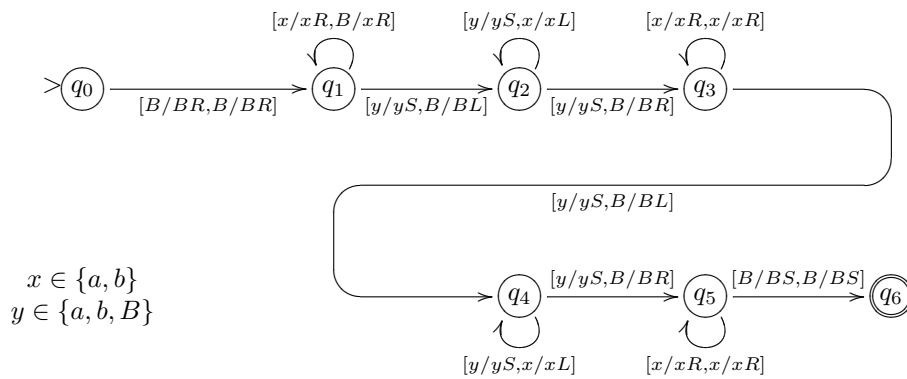 [x/xR,B/xR] [y/yS,x/xL] [x/xR,x/xR]
>q0 q1 q2 q3
[B/BR,B/BR] [y/yS,B/BL] [y/yS,B/BR]
[y/yS,B/BL]
x ∈ {a, b}
y ∈ {a, b, B}
[y/yS,B/BR] [B/BS,B/BS]
q4 q5 q6
[y/yS,x/xL] [x/xR,x/xR]